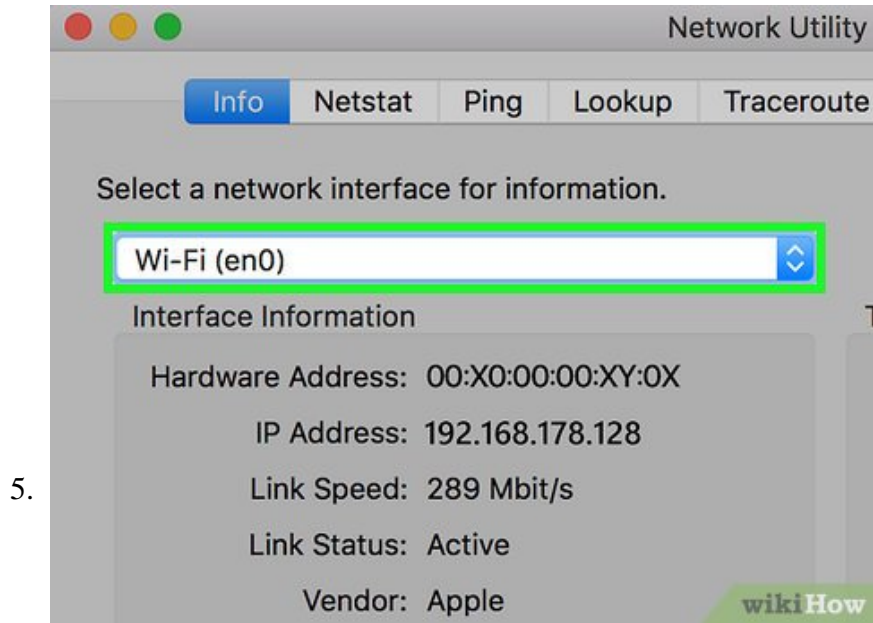 Network Utility
Info Netstat Ping Lookup Traceroute
Select a network interface for information.
Wi-Fi (en0)
Interface Information
Hardware Address: 00:X0:00:00:XY:0X
IP Address: 192.168.178.128
5. Link Speed: 289 Mbit/s
Link Status: Active
Vendor: Apple
wikiHow